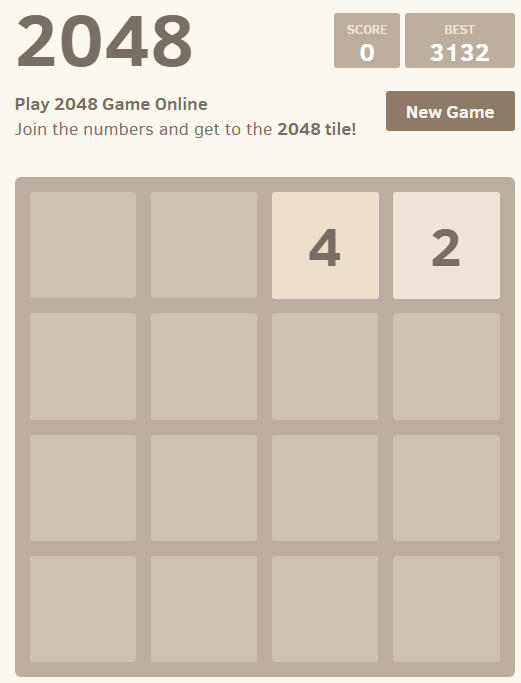 2048
SCORE
0
BEST
3132
Play 2048 Game Online
Join the numbers and get to the 2048 tile!
New Game
4
2